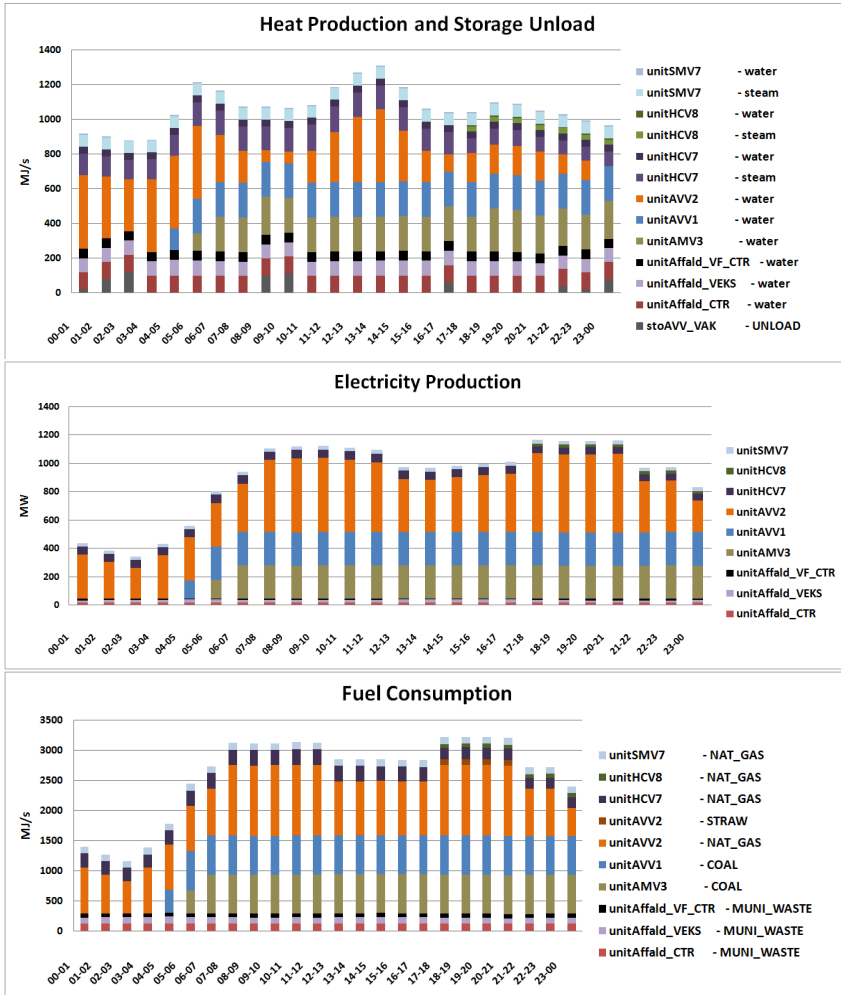 Heat Production and Storage Unload
1400
1200
1000
800
600
400
200
0
MJ/s
00-01
01-02
02-03
03-04
04-05
05-06
06-07
07-08
08-09
09-10
10-11
11-12
12-13
13-14
14-15
15-16
16-17
17-18
18-19
19-20
20-21
21-22
22-23
23-00
unitSMV7 - water
unitSMV7 - steam
unitHCV8 - water
unitHCV8 - steam
unitHCV7 - water
unitHCV7 - steam
unitAVV2 - water
unitAVV1 - water
unitAMV3 - water
unitAffald_VF_CTR - water
unitAffald_VEKS - water
unitAffald_CTR - water
stoAVV_VAK - UNLOAD
Electricity Production
1400
1200
1000
800
600
400
200
0
MW
00-01
01-02
02-03
03-04
04-05
05-06
06-07
07-08
08-09
09-10
10-11
11-12
12-13
13-14
14-15
15-16
16-17
17-18
18-19
19-20
20-21
21-22
22-23
23-00
unitSMV7
unitHCV8
unitHCV7
unitAVV2
unitAVV1
unitAMV3
unitAffald_VF_CTR
unitAffald_VEKS
unitAffald_CTR
Fuel Consumption
3500
3000
2500
2000
1500
1000
500
0
MJ/s
00-01
01-02
02-03
03-04
04-05
05-06
06-07
07-08
08-09
09-10
10-11
11-12
12-13
13-14
14-15
15-16
16-17
17-18
18-19
19-20
20-21
21-22
22-23
23-00
unitSMV7 - NAT_GAS
unitHCV8 - NAT_GAS
unitHCV7 - NAT_GAS
unitAVV2 - STRAW
unitAVV2 - NAT_GAS
unitAVV1 - COAL
unitAMV3 - COAL
unitAffald_VF_CTR - MUNI_WASTE
unitAffald_VEKS - MUNI_WASTE
unitAffald_CTR - MUNI_WASTE